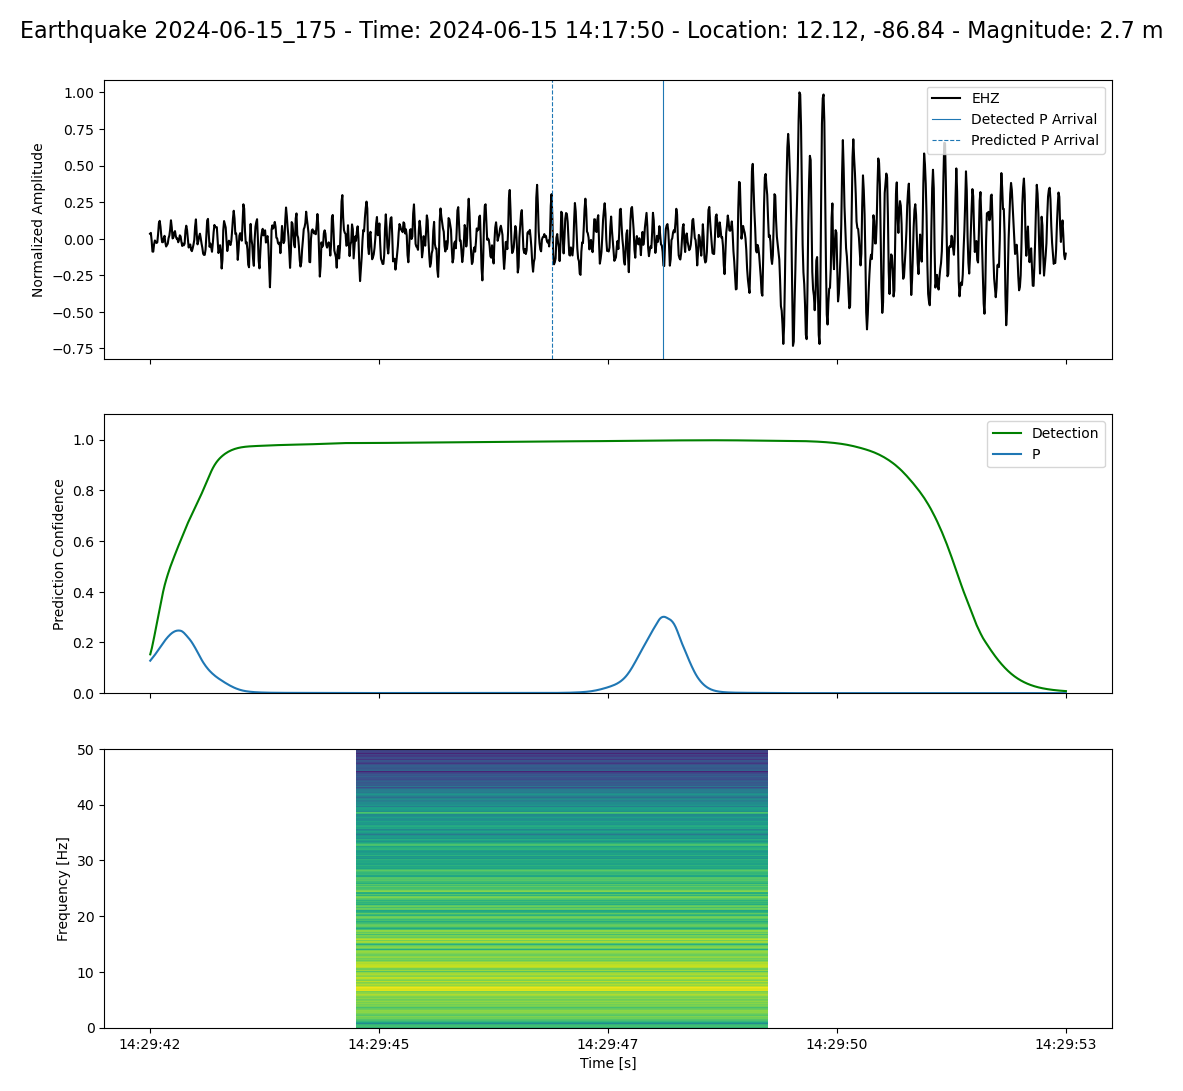 Earthquake 2024-06-15_175 - Time: 2024-06-15 14:17:50 - Location: 12.12, -86.84 - Magnitude: 2.7 m
1.00
0.75
0.50
0.25
0.00
−0.25
−0.50
−0.75
Normalized Amplitude
EHZ
Detected P Arrival
Predicted P Arrival
1.0
0.8
0.6
0.4
0.2
0.0
Prediction Confidence
Detection
P
50
40
30
20
10
0
Frequency [Hz]
14:29:42
14:29:45
14:29:47
14:29:50
14:29:53
Time [s]